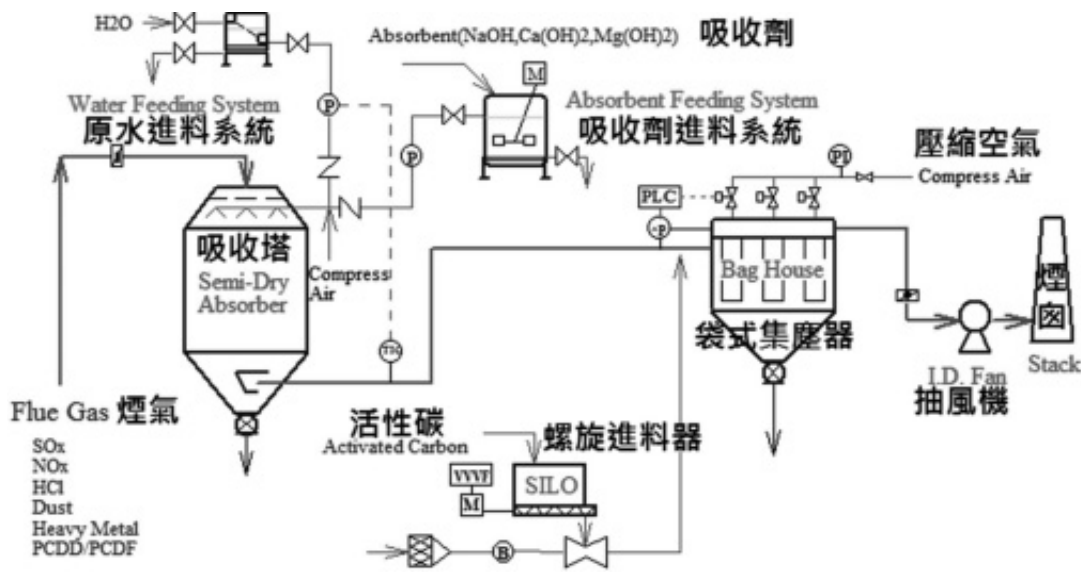 H2O
Absorbent(NaOH,Ca(OH)2,Mg(OH)2) 吸收劑
M
Water Feeding System
原水進料系統
P
P
Absorbent Feeding System
吸收劑進料系統
PI
壓縮空氣
Compress Air
PLC
吸收塔
Semi-Dry
Absorber
Compress
Air
Bag House
袋式集塵器
煙囪
Stack
I.D. Fan
抽風機
Flue Gas 煙氣
SOx
NOx
HCl
Dust
Heavy Metal
PCDD/PCDF
活性碳
Activated Carbon
螺旋進料器
VVVF
M
SILO
B